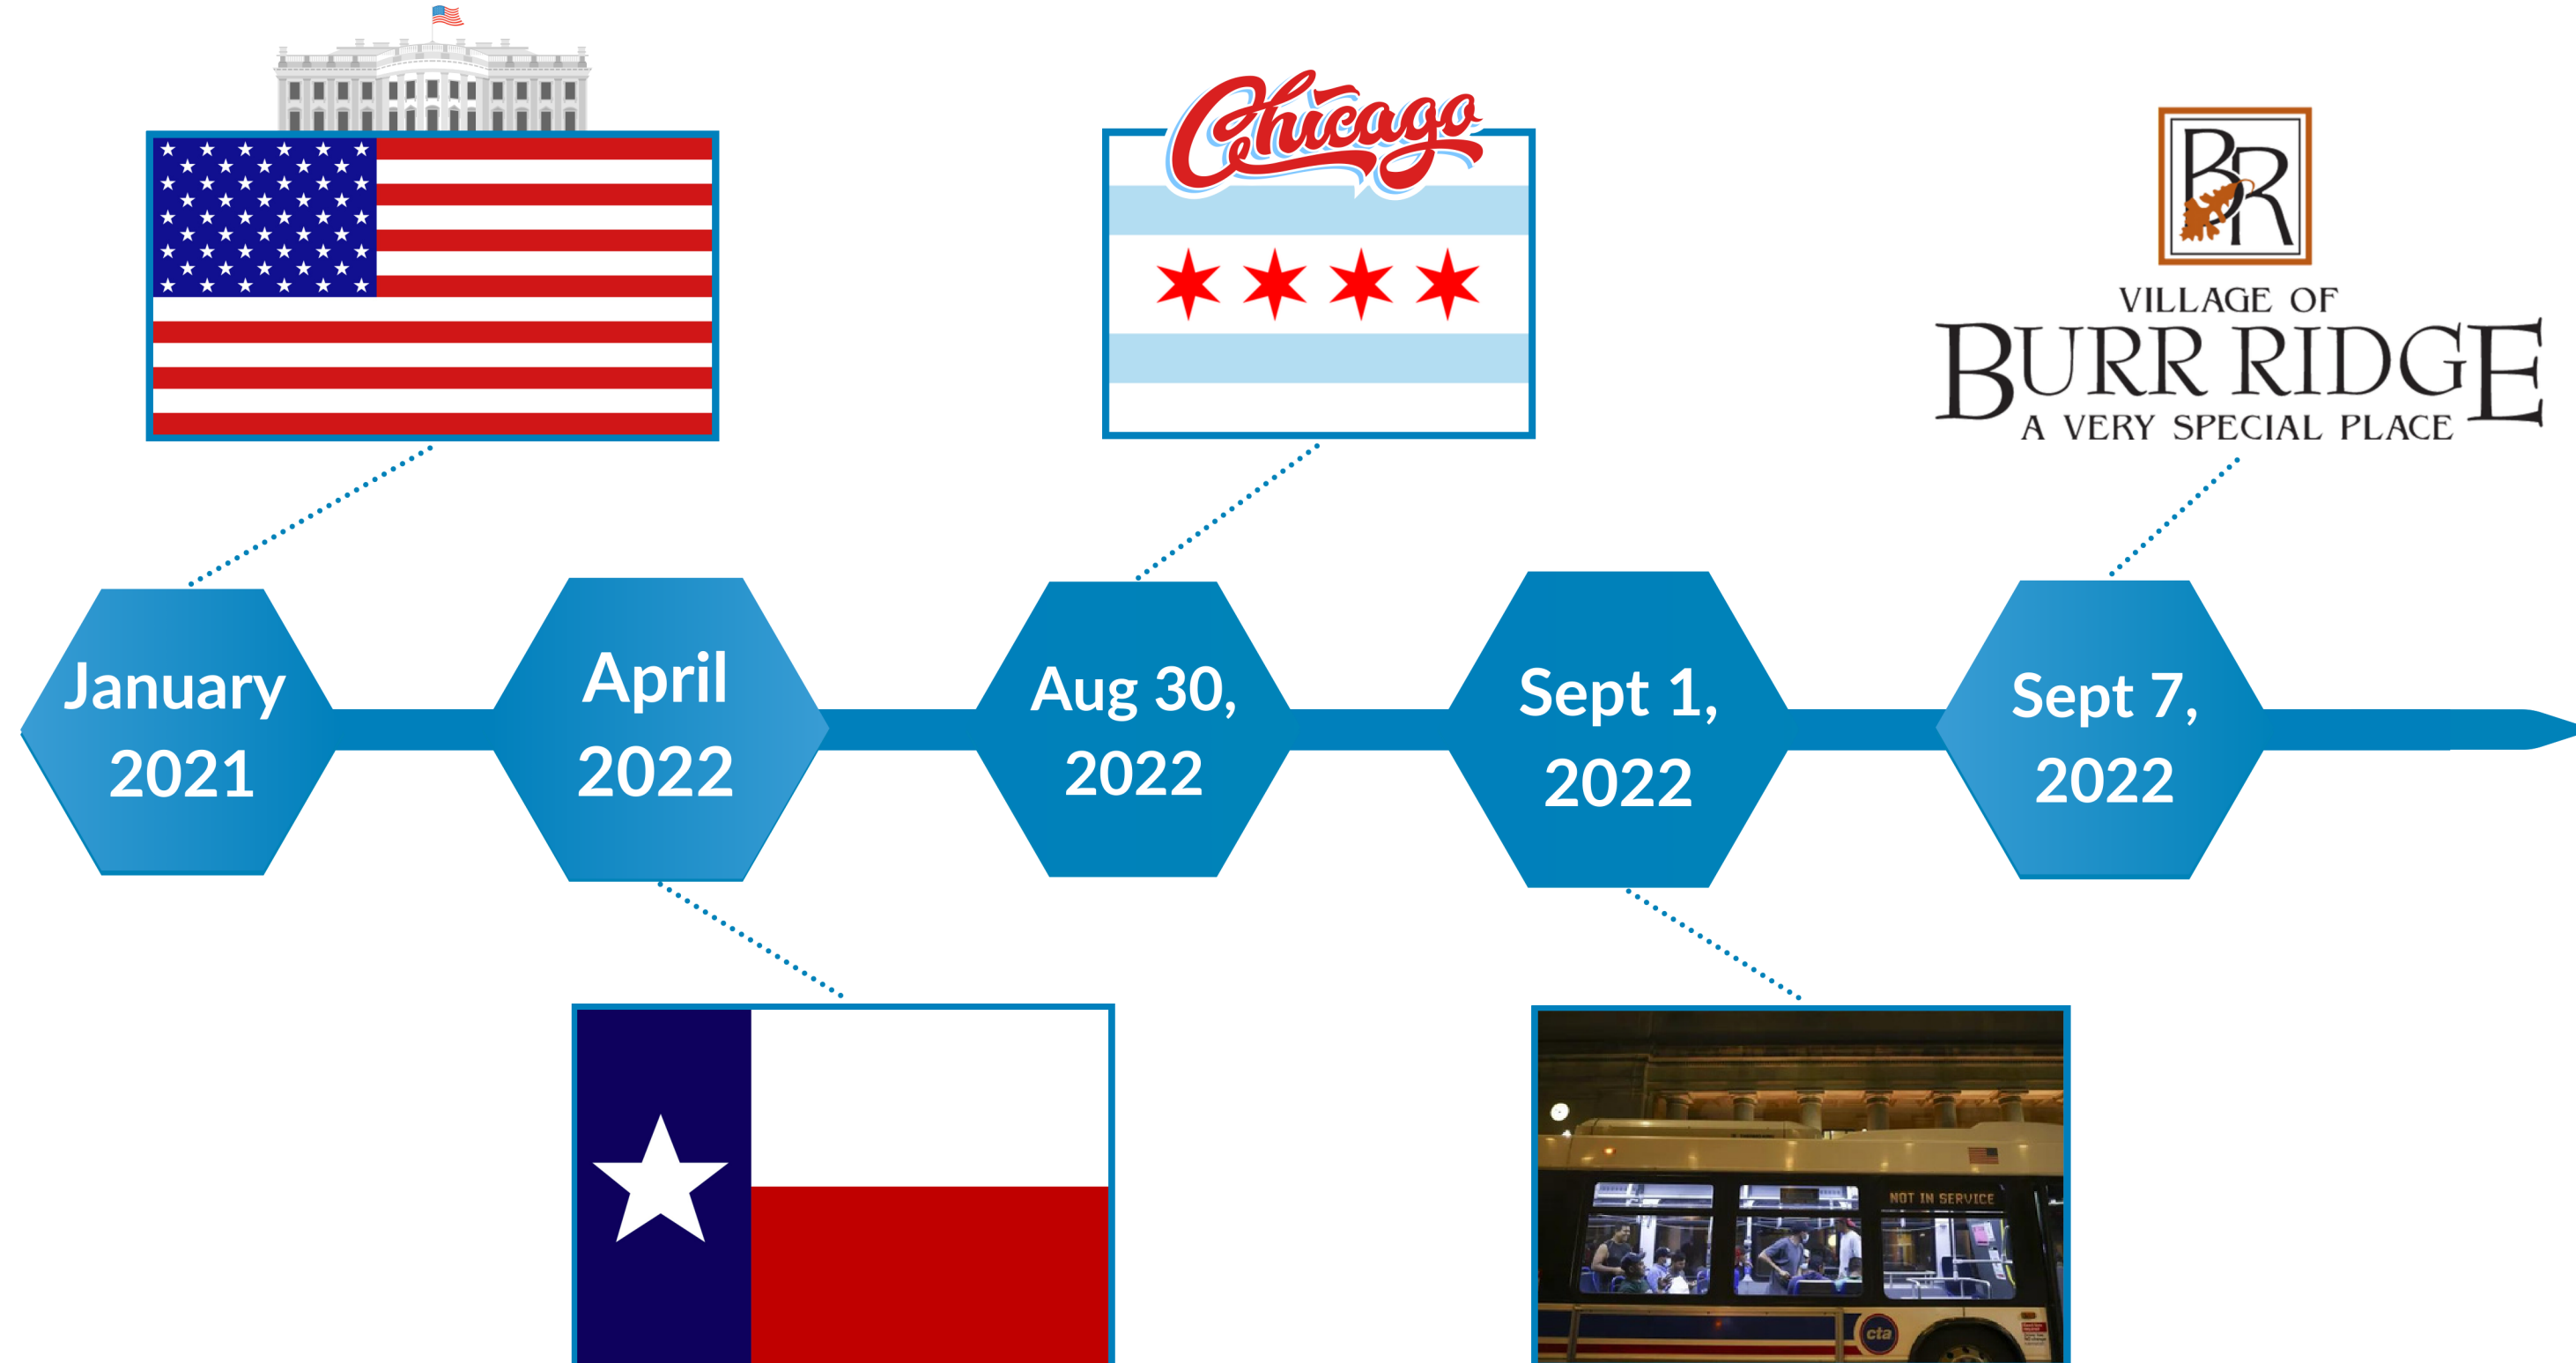 Chicago
BR
VILLAGE OF
BURR RIDGE
A VERY SPECIAL PLACE
January
2021
April
2022
Aug 30,
2022
Sept 1,
2022
Sept 7,
2022
NOT IN SERVICE
cta